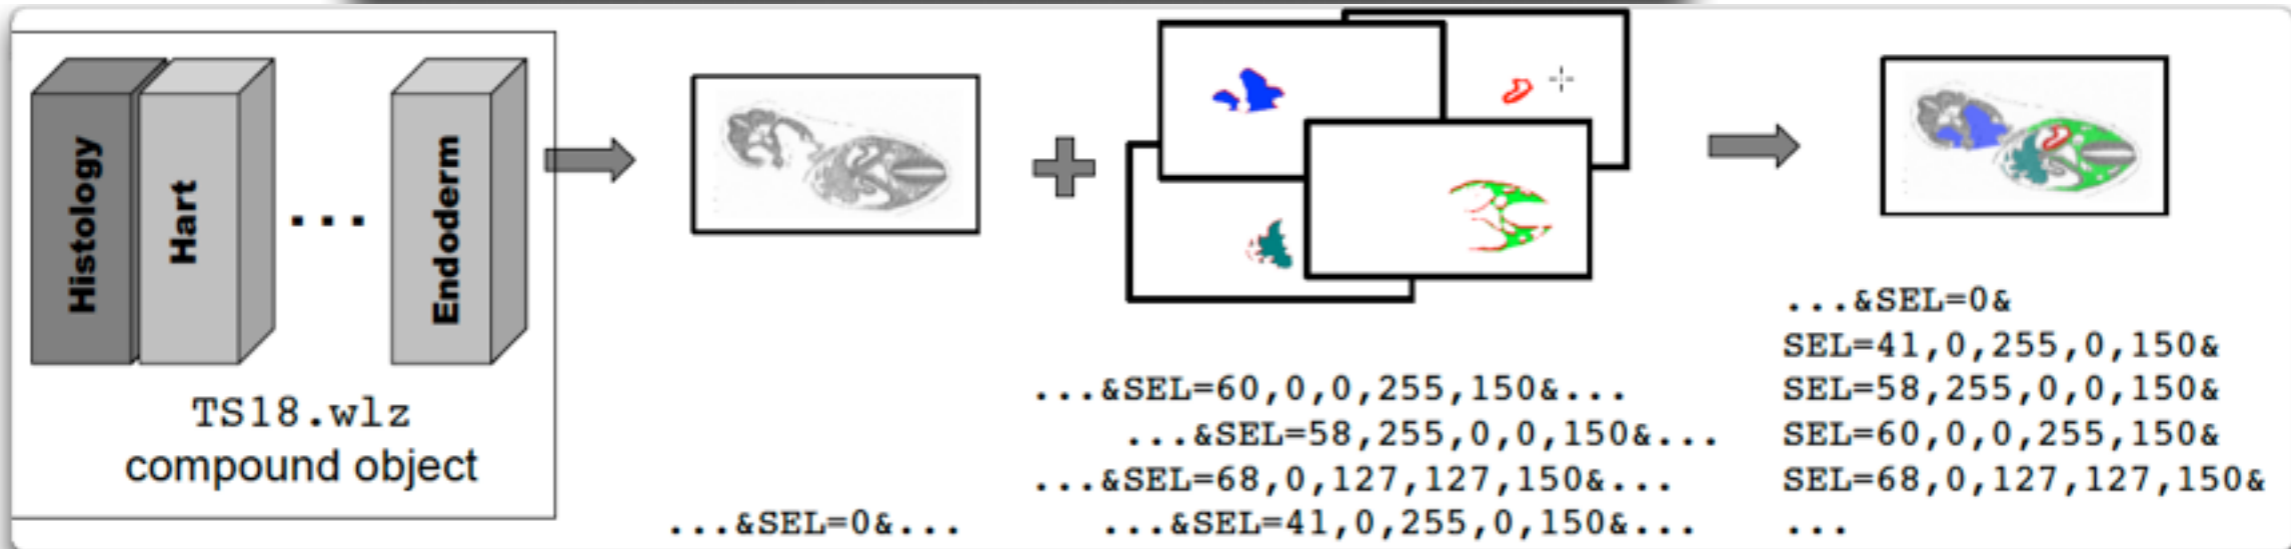 Histology
Hart
...
Endoderm
TS18.wlz
compound object
...&SEL=0&...
...&SEL=60,0,0,255,150&...
...&SEL=58,255,0,0,150&...
...&SEL=68,0,127,127,150&...
...&SEL=41,0,255,0,150&...
...&SEL=0&
SEL=41,0,255,0,150&
SEL=58,255,0,0,150&
SEL=60,0,0,255,150&
SEL=68,0,127,127,150&
...